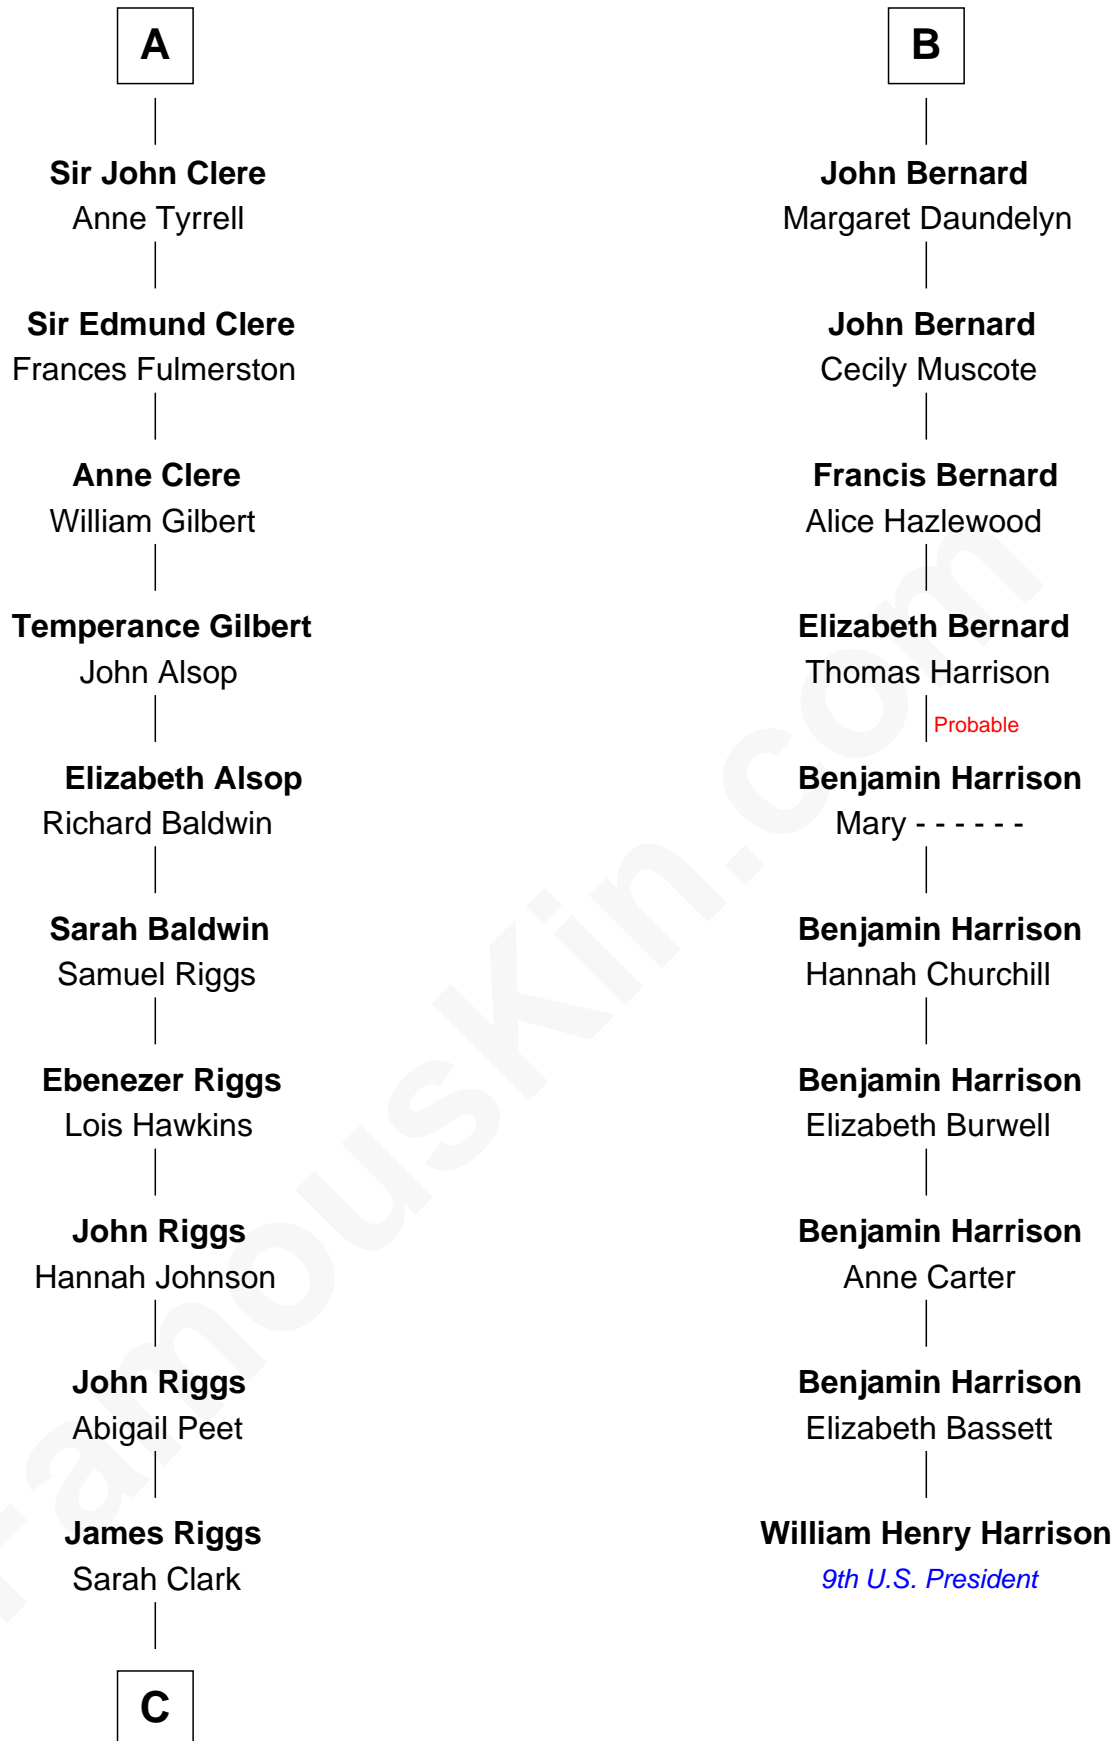 A
Sir John Clere
Anne Tyrrell
Sir Edmund Clere
Frances Fulmerston
Anne Clere
William Gilbert
Temperance Gilbert
John Alsop
Elizabeth Alsop
Richard Baldwin
Sarah Baldwin
Samuel Riggs
Ebenezer Riggs
Lois Hawkins
John Riggs
Hannah Johnson
John Riggs
Abigail Peet
James Riggs
Sarah Clark
C
B
John Bernard
Margaret Daundelyn
John Bernard
Cecily Muscote
Francis Bernard
Alice Hazlewood
Elizabeth Bernard
Thomas Harrison
Probable
Benjamin Harrison
Mary - - - - - -
Benjamin Harrison
Hannah Churchill
Benjamin Harrison
Elizabeth Burwell
Benjamin Harrison
Anne Carter
Benjamin Harrison
Elizabeth Bassett
William Henry Harrison
9th U.S. President
FamousKin.com